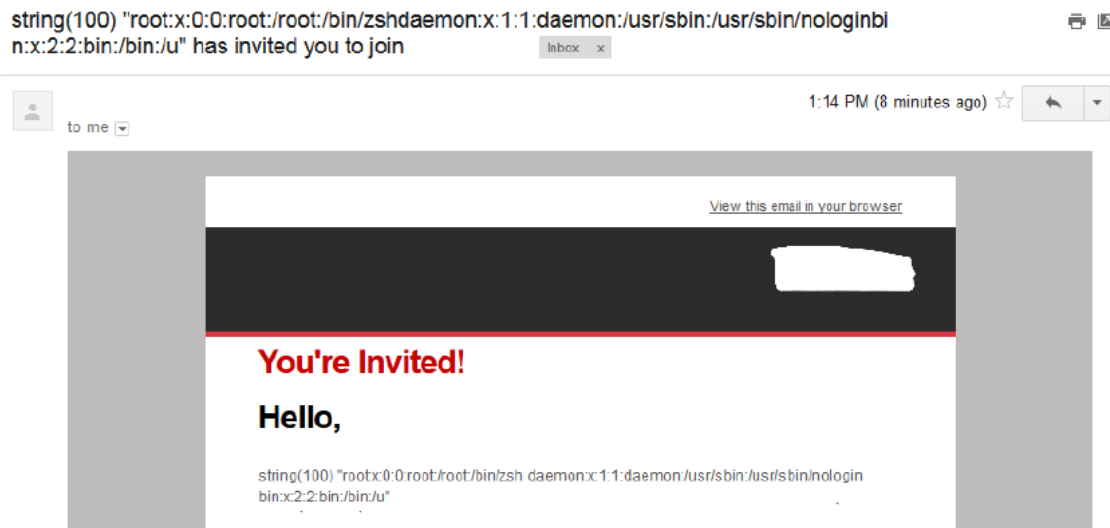 string(100) "root:x:0:0:root:/root:/bin/zshdaemon:x:1:1:daemon:/usr/sbin:/usr/sbin/nologinbi
n:x:2:2:bin:/bin:/u" has invited you to join
Inbox x
1:14 PM (8 minutes ago)
to me
View this email in your browser
You're Invited!
Hello,
string(100) "root:x:0:0:root:/root:/bin/zsh daemon:x:1:1:daemon:/usr/sbin:/usr/sbin/nologin
bin:x:2:2:bin:/bin:/u"